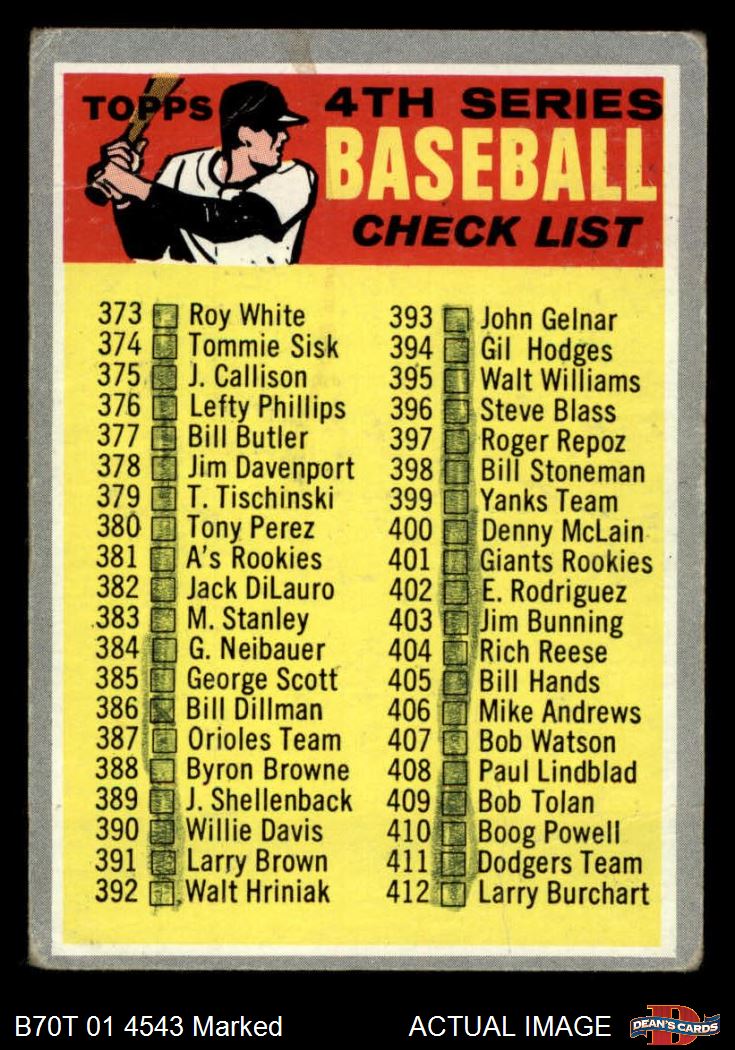 TOPPS
4TH SERIES
BASEBALL
CHECK LIST
373 Roy White
374 Tommie Sisk
375 J. Callison
376 Lefty Phillips
377 Bill Butler
378 Jim Davenport
379 T. Tischinski
380 Tony Perez
381 A's Rookies
382 Jack DiLauro
383 M. Stanley
384 G. Neibauer
385 George Scott
386 Bill Dillman
387 Orioles Team
388 Byron Browne
389 J. Shellenback
390 Willie Davis
391 Larry Brown
392 Walt Hriniak
393 John Gelnar
394 Gil Hodges
395 Walt Williams
396 Steve Blass
397 Roger Repoz
398 Bill Stoneman
399 Yanks Team
400 Denny McLain
401 Giants Rookies
402 E. Rodriguez
403 Jim Bunning
404 Rich Reese
405 Bill Hands
406 Mike Andrews
407 Bob Watson
408 Paul Lindblad
409 Bob Tolan
410 Boog Powell
411 Dodgers Team
412 Larry Burchart
B70T 01 4543 Marked
ACTUAL IMAGE
D
DEAN'S CARDS